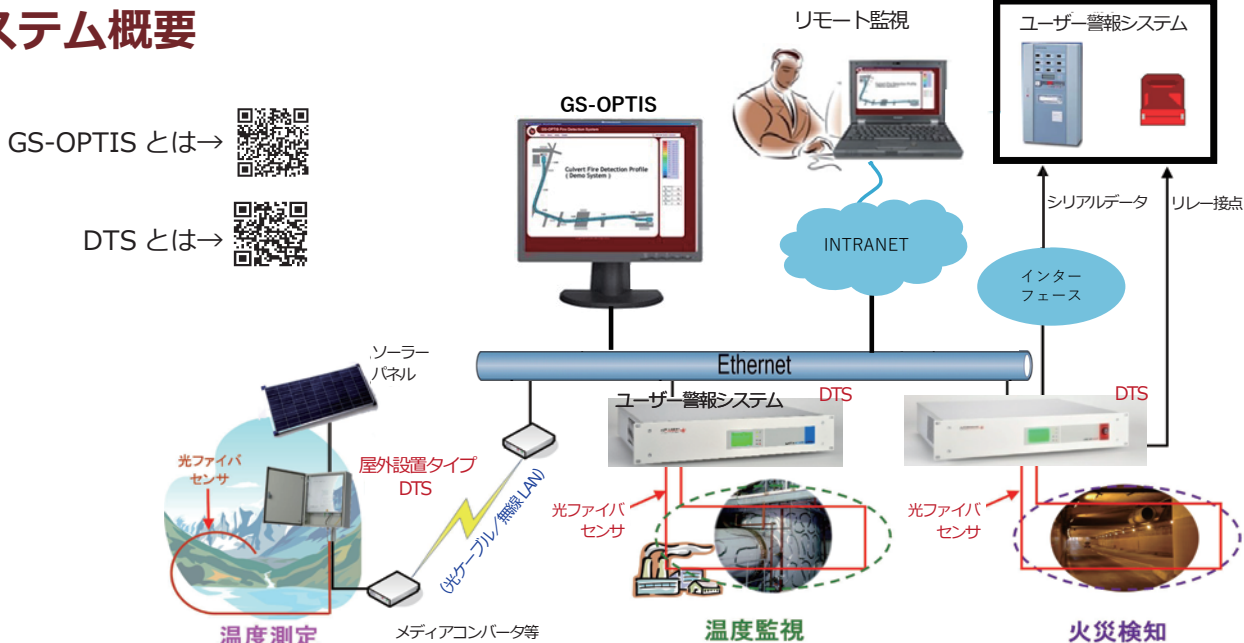 ステム概要
リモート監視
ユーザー警報システム
GS-OPTIS とは→
GS-OPTIS
Culvert Fire Detection Profile
( Demo System )
DTS とは→
シリアルデータ
リレー接点
INTRANET
インター
フェース
Ethernet
ソーラー
パネル
ユーザー警報システム
DTS
DTS
光ファイバ
センサ
屋外設置タイプ
DTS
(光ケーブル／無線LAN)
光ファイバ
センサ
光ファイバ
センサ
メディアコンバータ等
温度測定
温度監視
火災検知